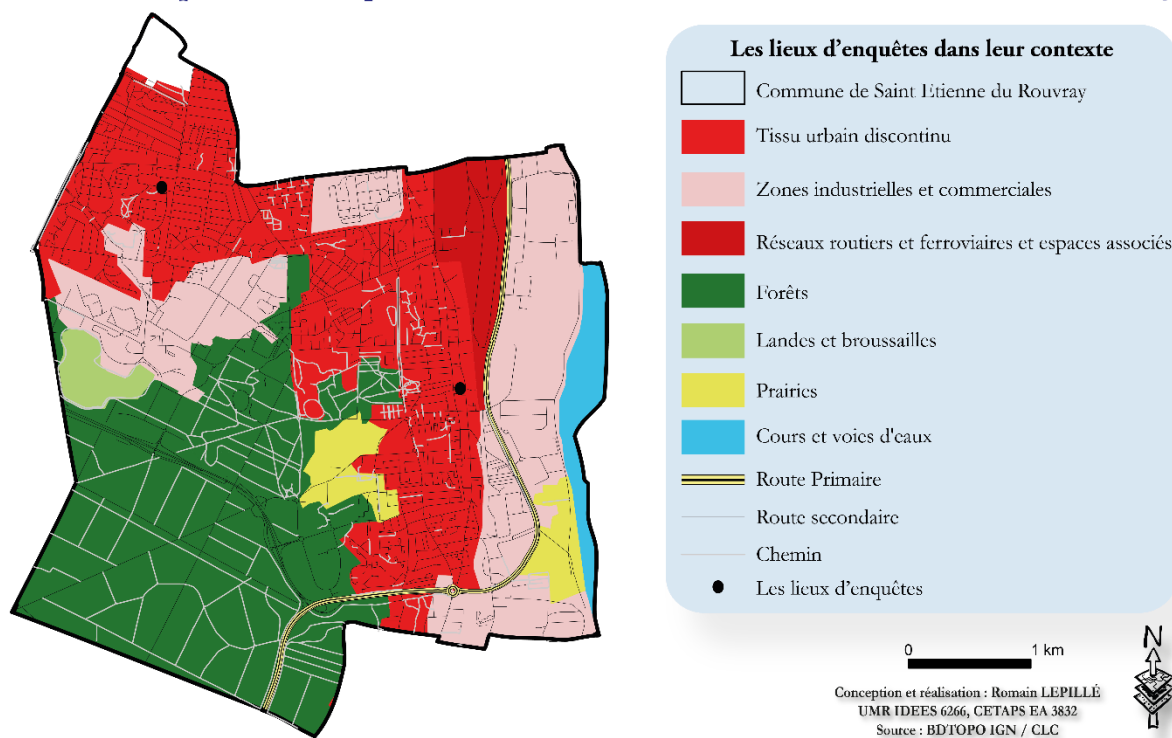 Les lieux d'enquêtes dans leur contexte
Commune de Saint Etienne du Rouvray
Tissu urbain discontinu
Zones industrielles et commerciales
Réseaux routiers et ferroviaires et espaces associés
Forêts
Landes et broussailles
Prairies
Cours et voies d'eaux
Route Primaire
Route secondaire
Chemin
Les lieux d'enquêtes
N
0 1 km
Conception et réalisation : Romain LEPILLÉ
UMR IDEES 6266, CETAPS EA 3832
Source : BDTOPO IGN / CLC